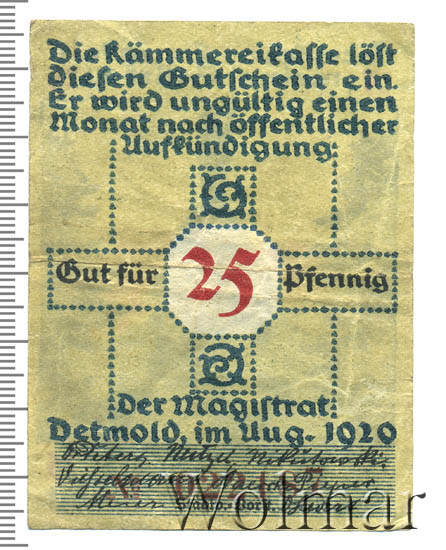 Die Kämmereikasse löst
diesen Gutschein ein.
Er wird ungültig einen
Monat nach öffentlicher
Aufkündigung.
Gut für 25 Pfennig
Der Magistrat
Detmold, im Aug. 1920
Wolmar